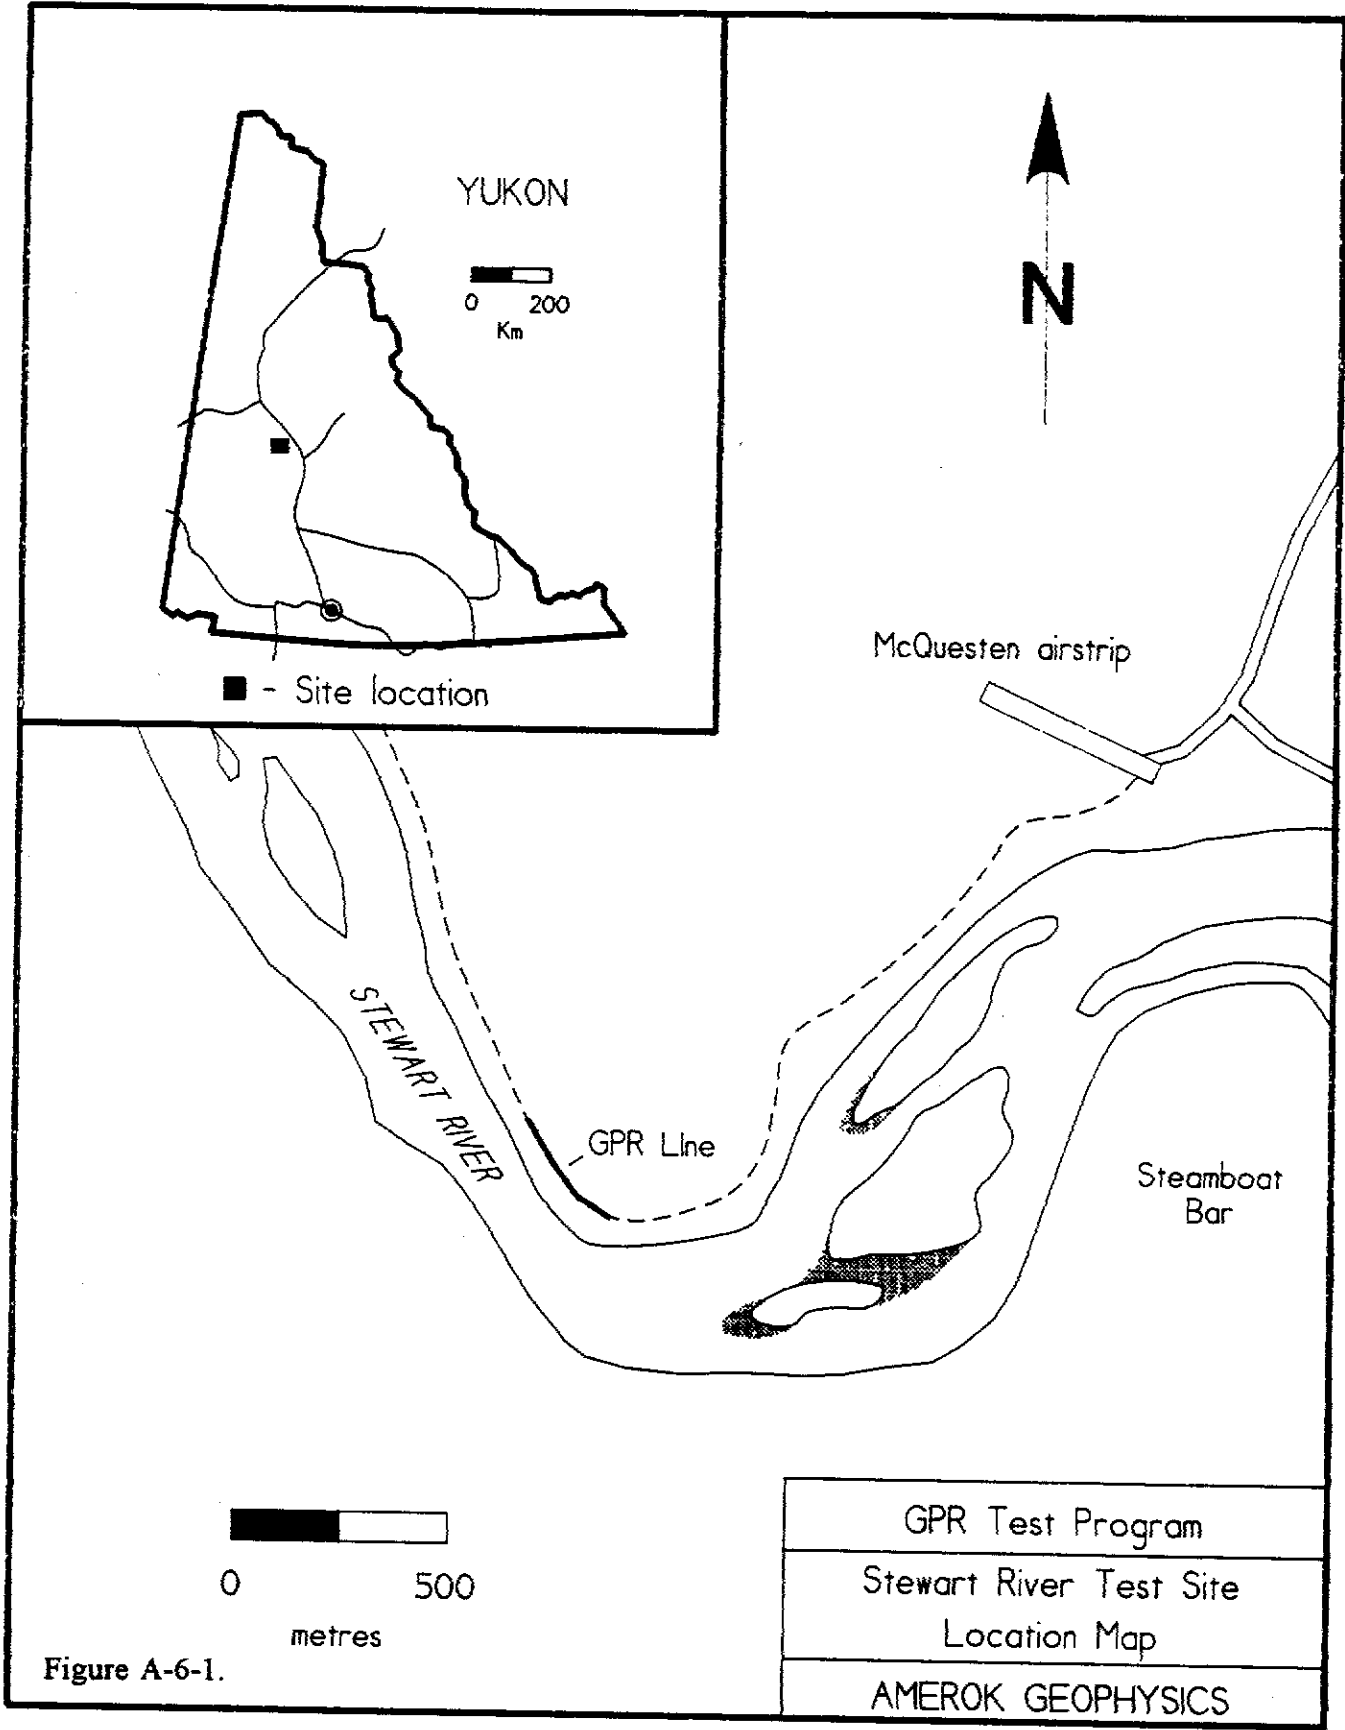 YUKON
0 200
Km
■ - Site location
N
McQuesten airstrip
STEWART RIVER
GPR Line
Steamboat
Bar
0 500
metres
Figure A-6-1.
GPR Test Program
Stewart River Test Site
Location Map
AMEROK GEOPHYSICS